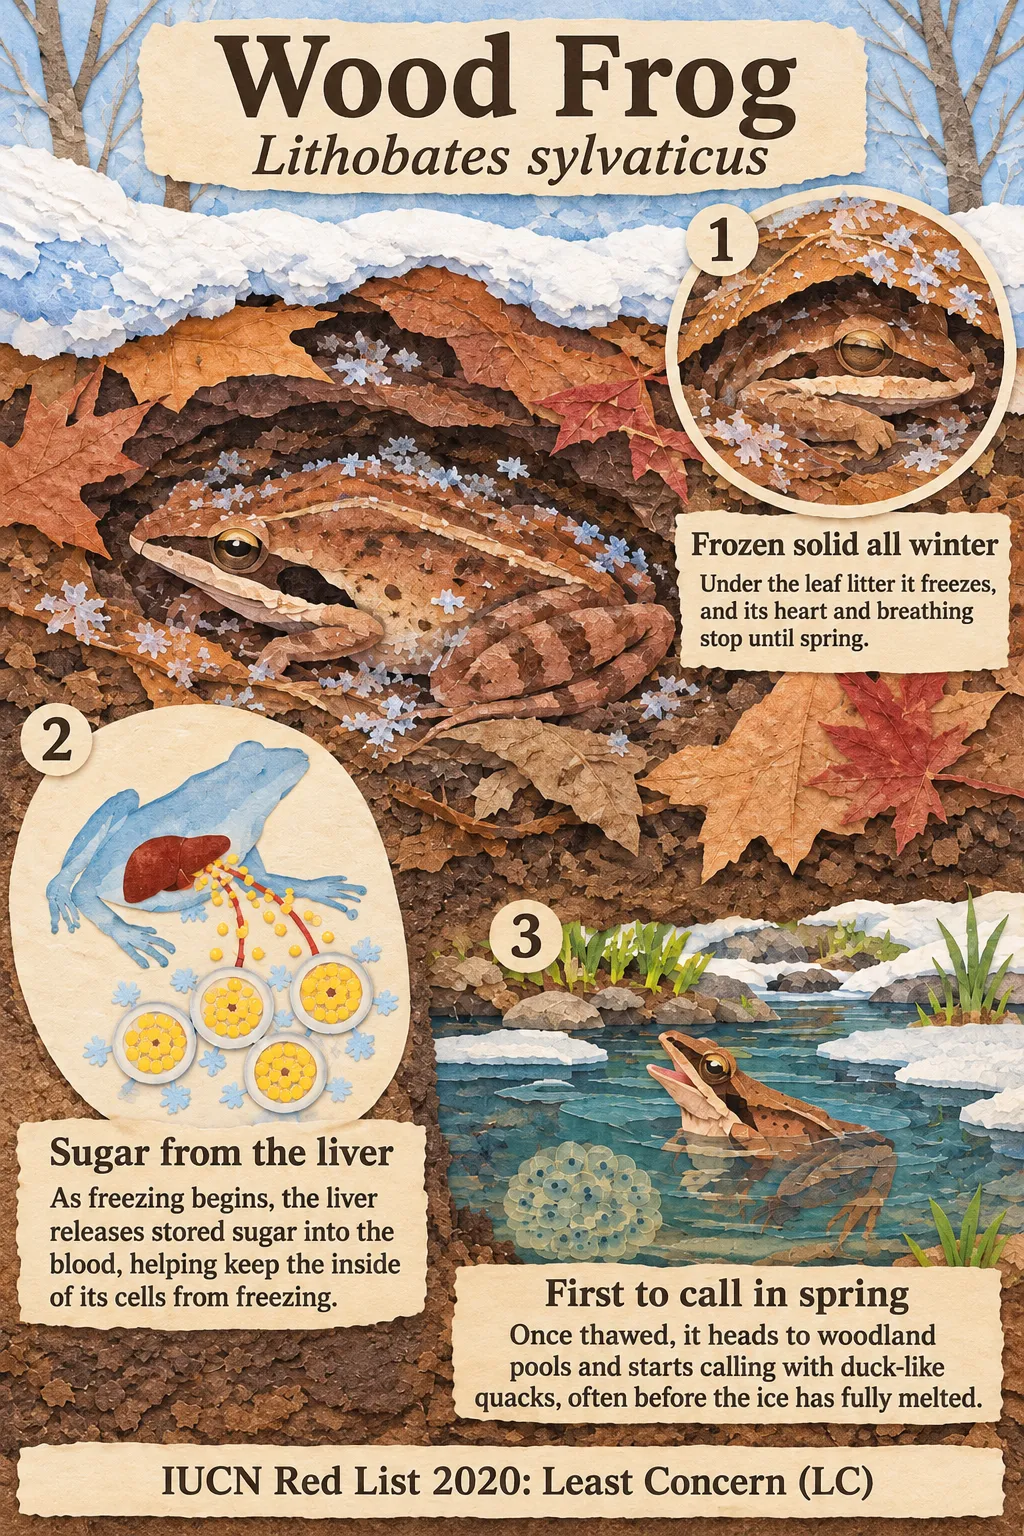 Wood Frog
Lithobates sylvaticus
1
Frozen solid all winter
Under the leaf litter it freezes,
and its heart and breathing
stop until spring.
2
Sugar from the liver
As freezing begins, the liver
releases stored sugar into the
blood, helping keep the inside
of its cells from freezing.
3
First to call in spring
Once thawed, it heads to woodland
pools and starts calling with duck-like
quacks, often before the ice has fully melted.
IUCN Red List 2020: Least Concern (LC)